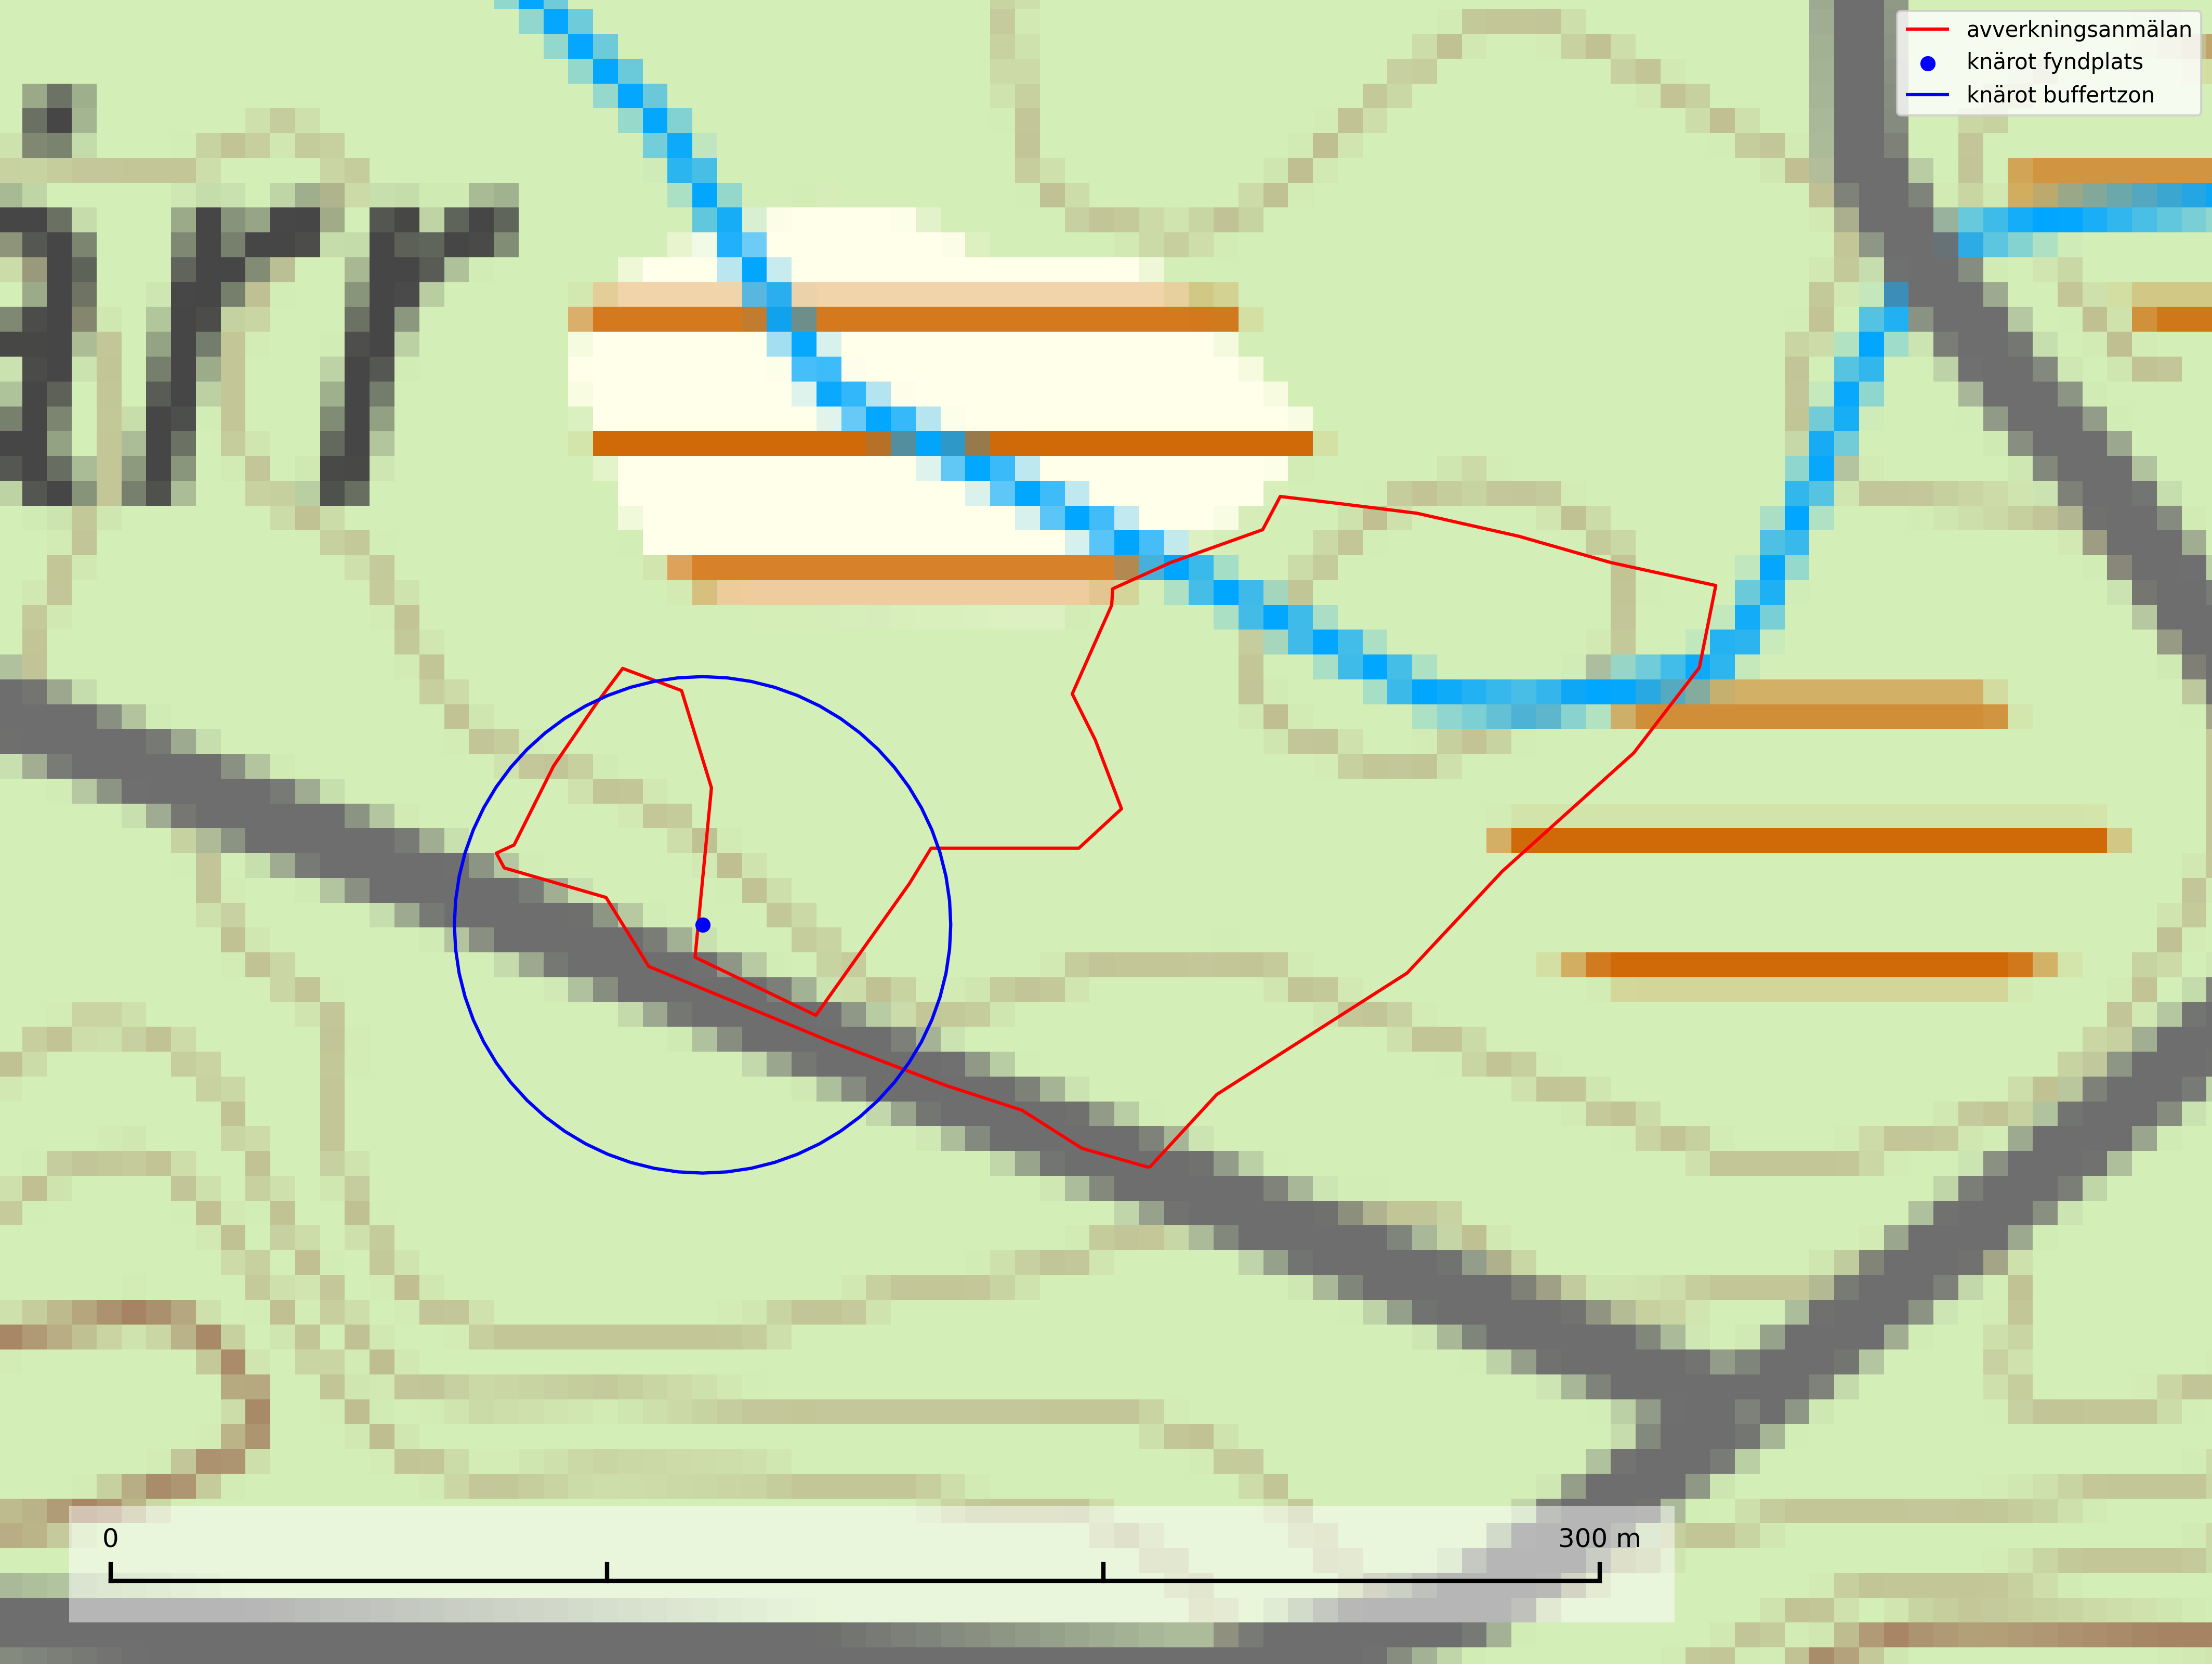 avverkningsanmälan
knärot fyndplats
knärot buffertzon
0 300 m